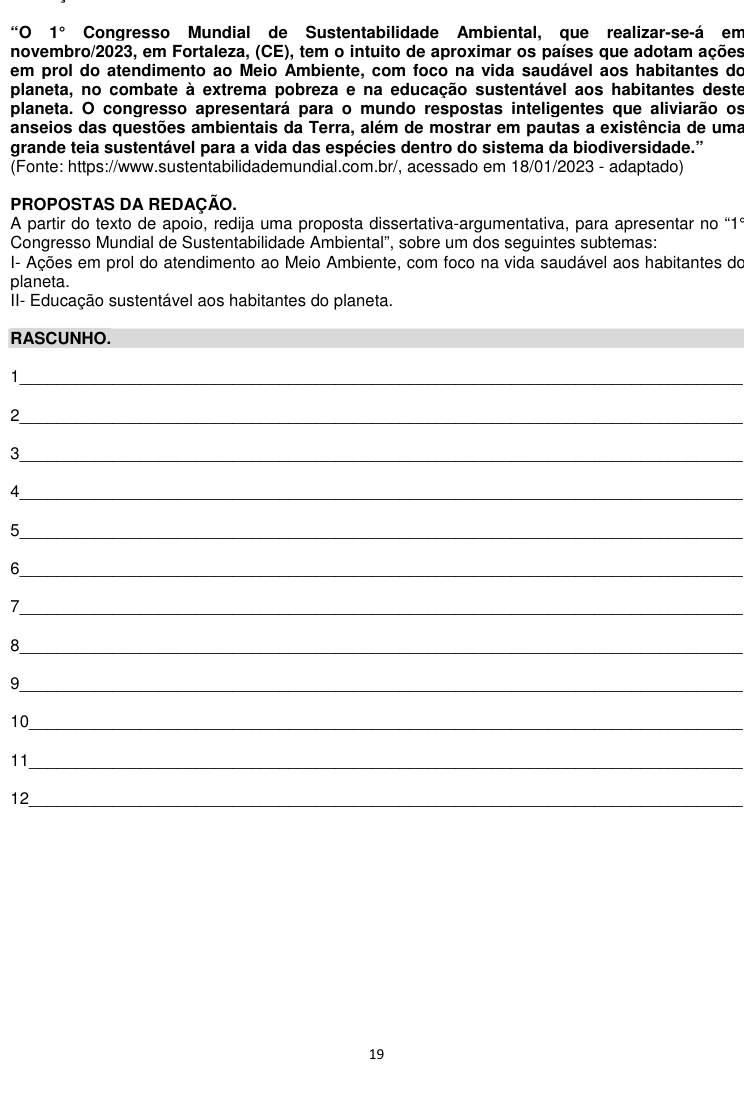 “O 1° Congresso Mundial de Sustentabilidade Ambiental, que realizar-se-á em
novembro/2023, em Fortaleza, (CE), tem o intuito de aproximar os países que adotam ações
em prol do atendimento ao Meio Ambiente, com foco na vida saudável aos habitantes do
planeta, no combate à extrema pobreza e na educação sustentável aos habitantes deste
planeta. O congresso apresentará para o mundo respostas inteligentes que aliviarão os
anseios das questões ambientais da Terra, além de mostrar em pautas a existência de uma
grande teia sustentável para a vida das espécies dentro do sistema da biodiversidade.”
(Fonte: https://www.sustentabilidademundial.com.br/, acessado em 18/01/2023 - adaptado)
PROPOSTAS DA REDAÇÃO.
A partir do texto de apoio, redija uma proposta dissertativa-argumentativa, para apresentar no “1°
Congresso Mundial de Sustentabilidade Ambiental”, sobre um dos seguintes subtemas:
I- Ações em prol do atendimento ao Meio Ambiente, com foco na vida saudável aos habitantes do
planeta.
II- Educação sustentável aos habitantes do planeta.
RASCUNHO.
1
2
3
4
5
6
7
8
9
10
11
12
19